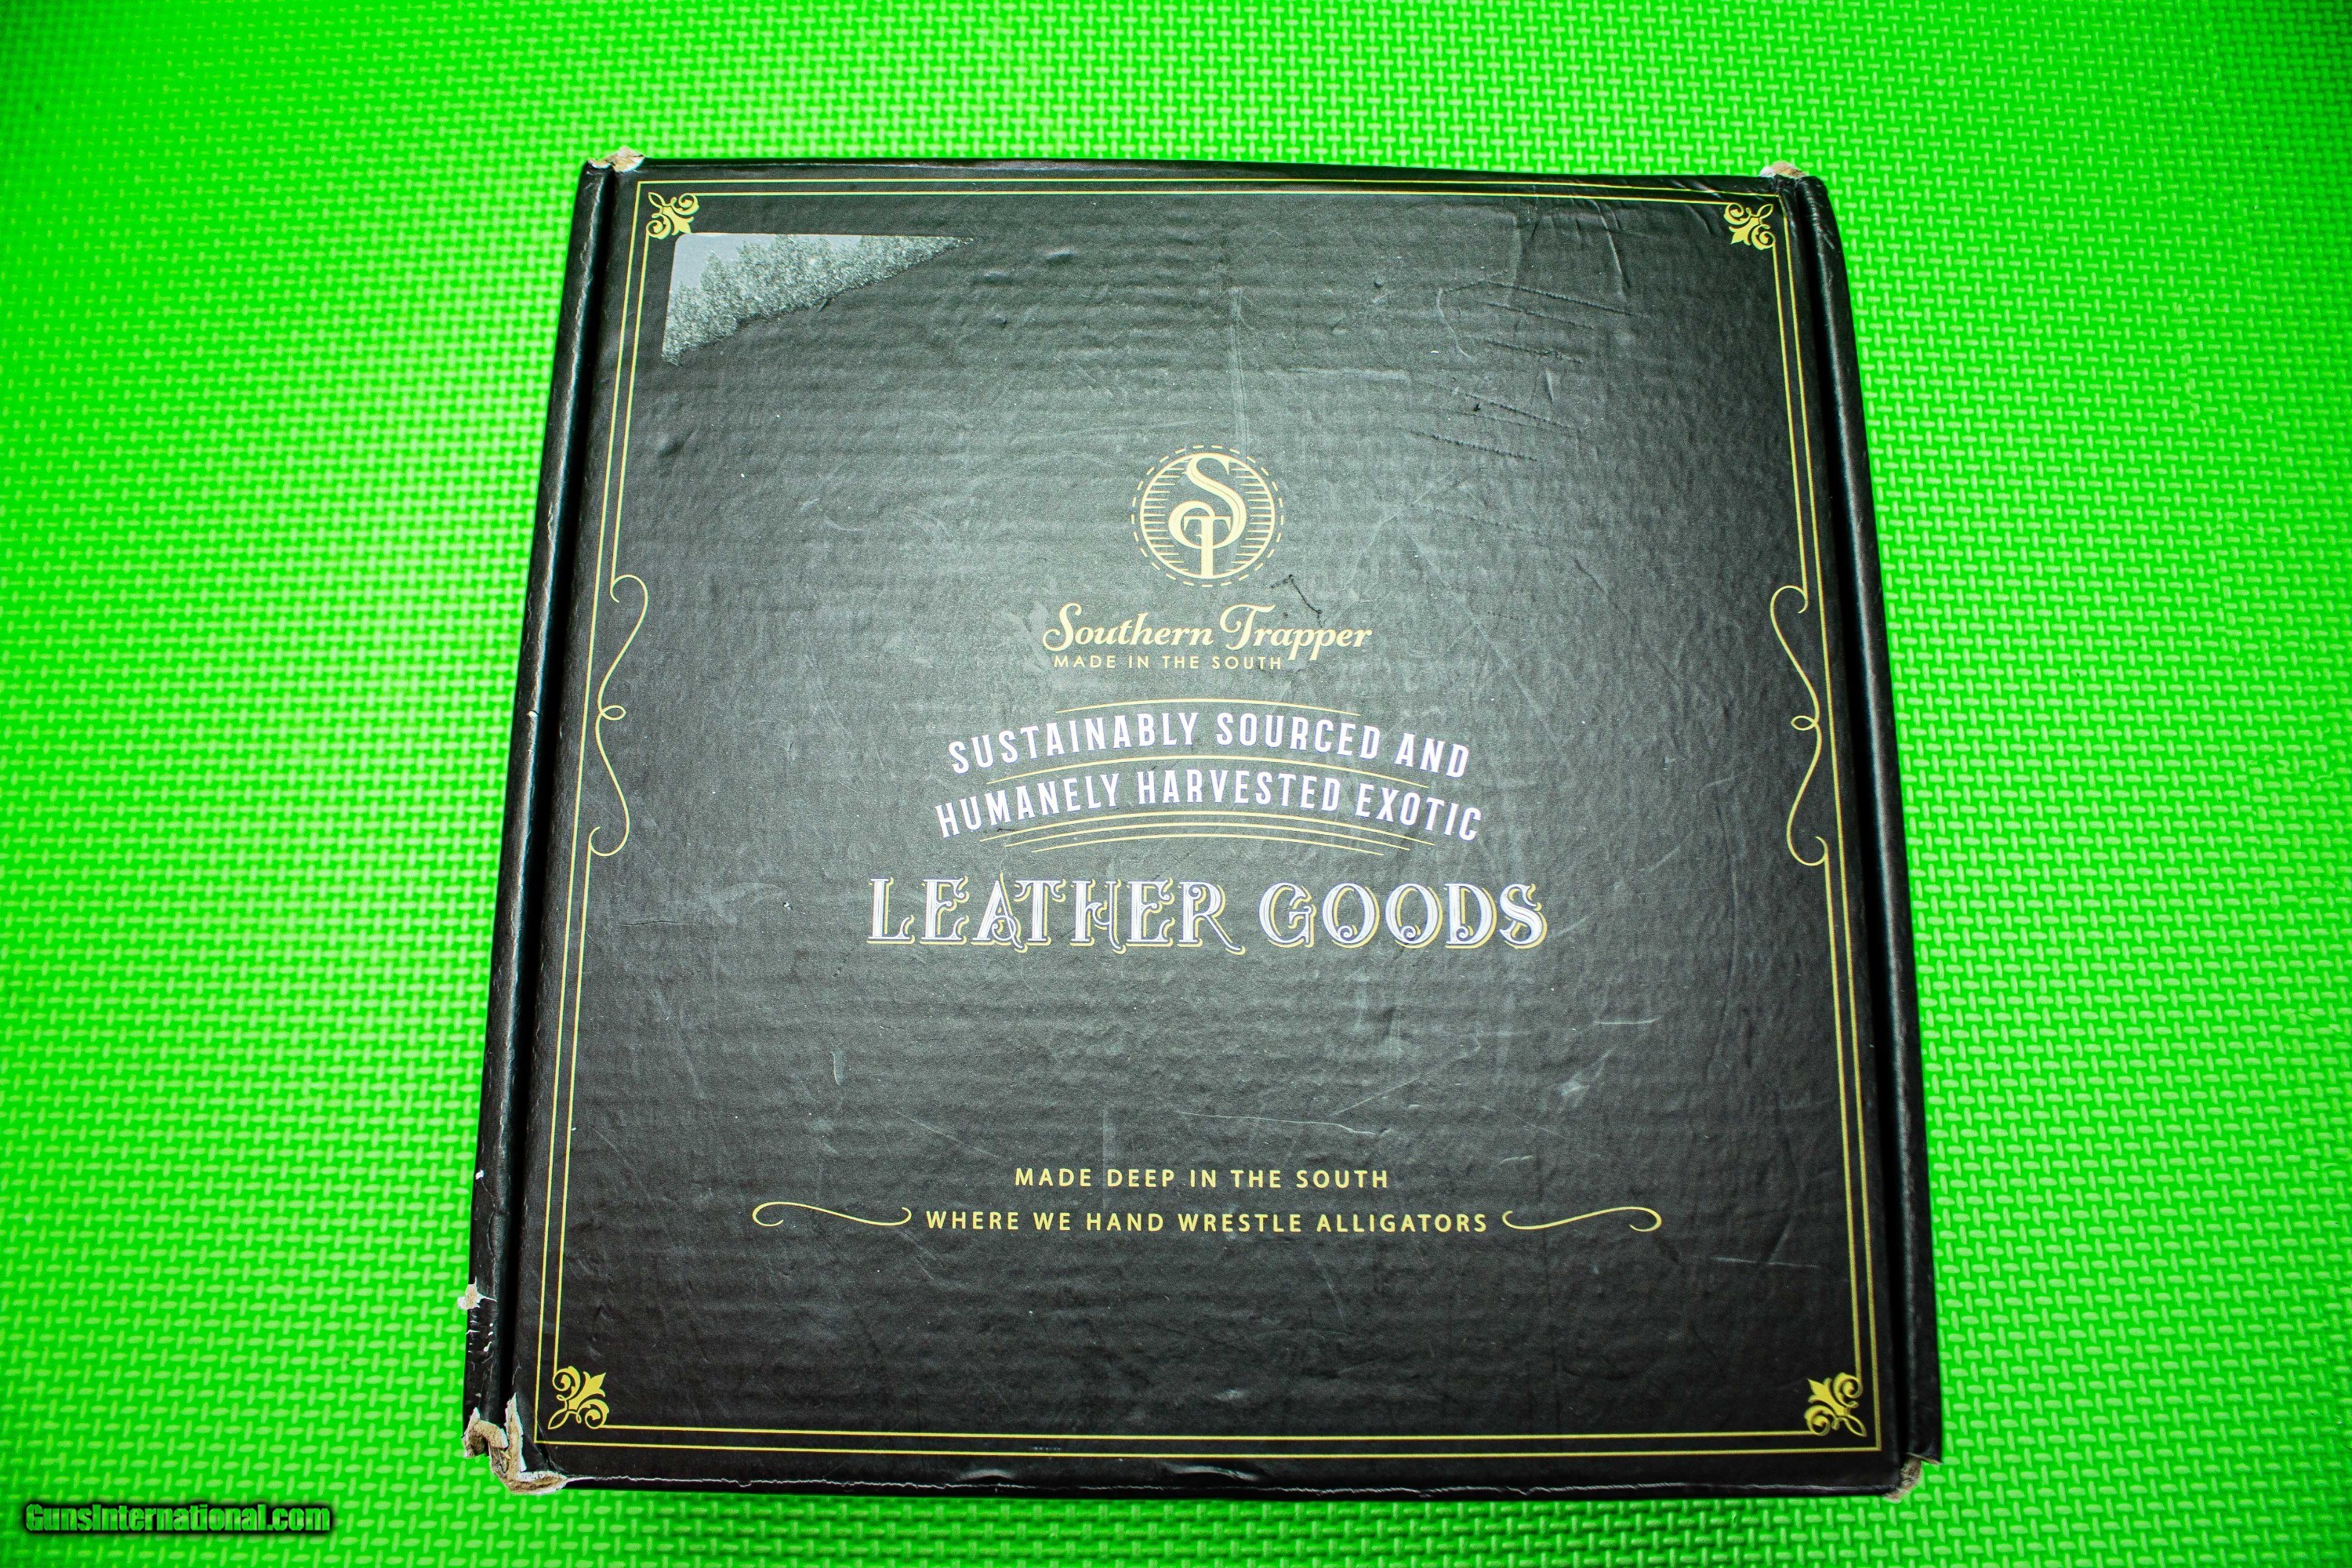 ST
Southern Trapper
MADE IN THE SOUTH
SUSTAINABLY SOURCED AND
HUMANELY HARVESTED EXOTIC
LEATHER GOODS
MADE DEEP IN THE SOUTH
WHERE WE HAND WRESTLE ALLIGATORS
GunsInternational.com